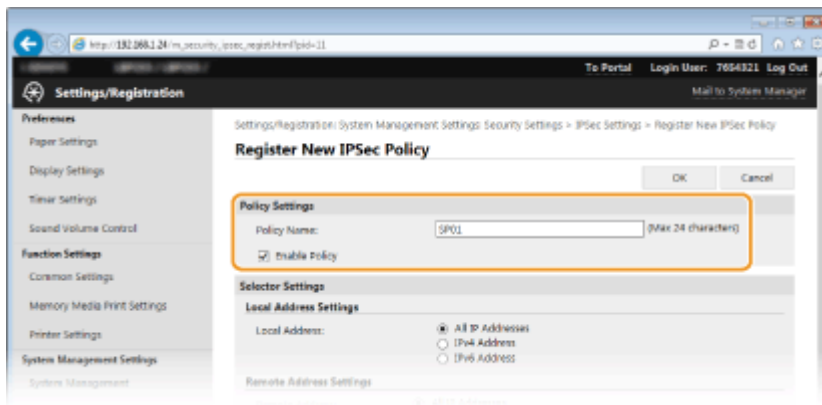 http://192.168.1.24/m_security_ipsec_regist.html?pid=11
To Portal Login User: 7654321 Log Out
Settings/Registration
Mail to System Manager
Preferences
Paper Settings
Display Settings
Timer Settings
Sound Volume Control
Function Settings
Common Settings
Memory Media Print Settings
Printer Settings
System Management Settings
System Management
Settings/Registration: System Management Settings: Security Settings > IPSec Settings > Register New IPSec Policy
Register New IPSec Policy
OK Cancel
Policy Settings
Policy Name: SP01 (Max 24 characters)
Enable Policy
Selector Settings
Local Address Settings
Local Address: All IP Addresses
IPv4 Address
IPv6 Address
Remote Address Settings